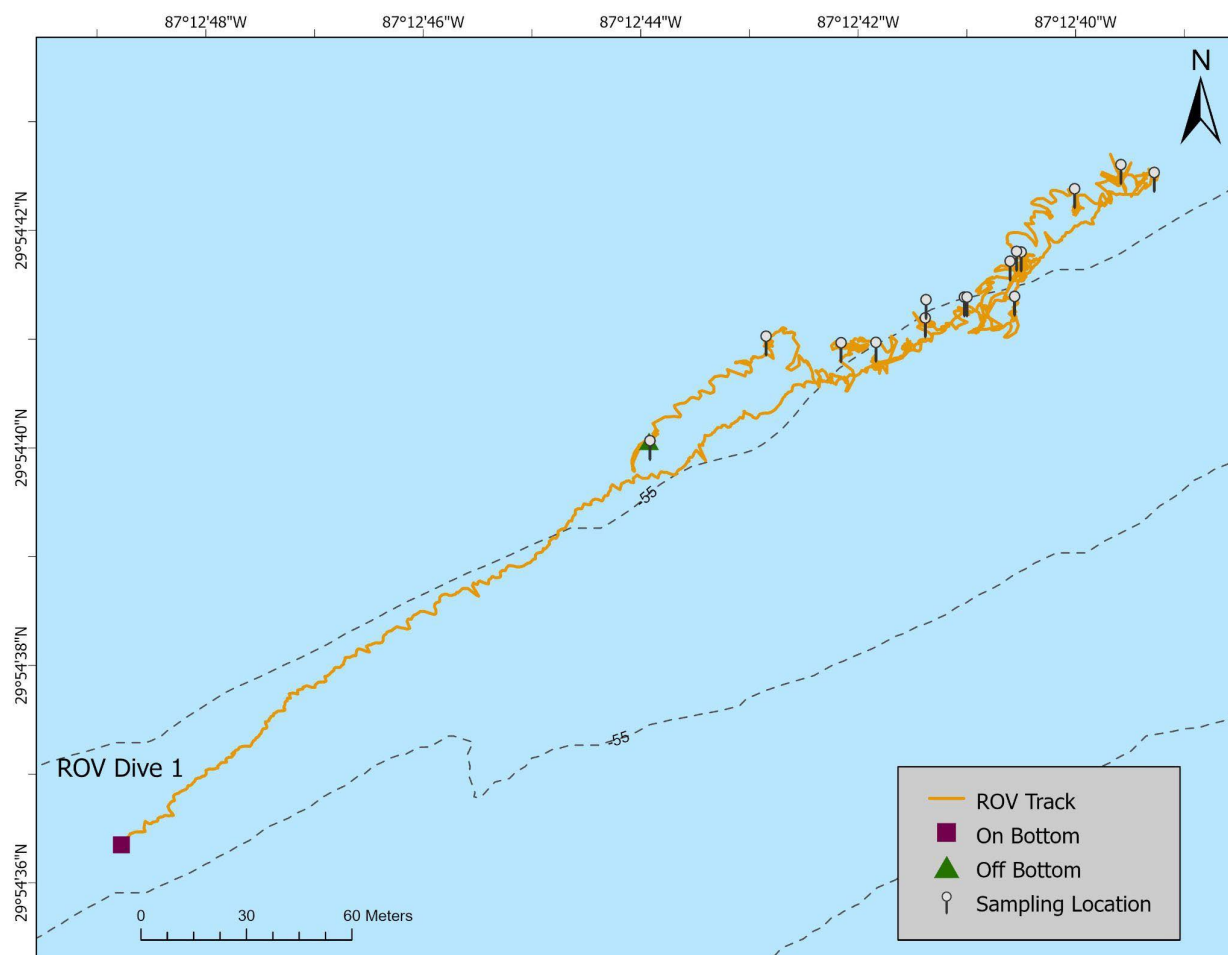 87°12'48"W
87°12'46"W
87°12'44"W
87°12'42"W
87°12'40"W
N
29°54'42"N
29°54'40"N
-55
29°54'38"N
-55
ROV Dive 1
29°54'36"N
0 30 60 Meters
ROV Track
On Bottom
Off Bottom
Sampling Location